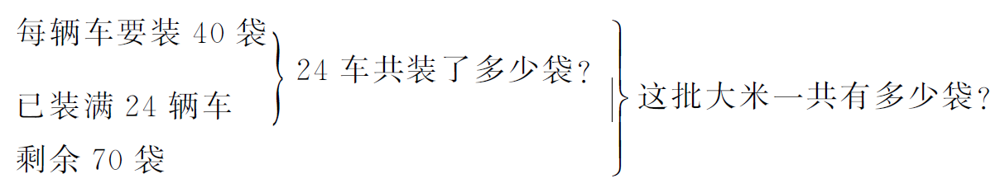 每辆车要装 40 袋
24 车共装了多少袋?
已装满 24 辆车
这批大米一共有多少袋?
剩余 70 袋